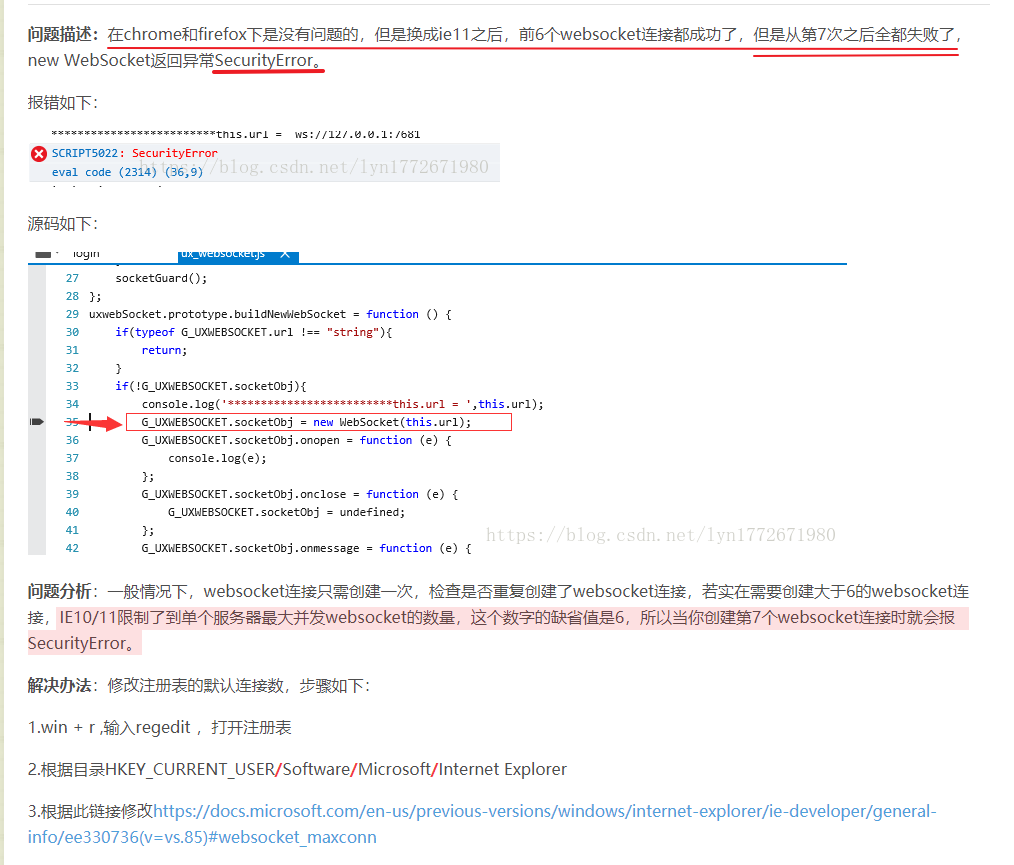 问题描述：在chrome和firefox下是没有问题的，但是换成ie11之后，前6个websocket连接都成功了，但是从第7次之后全都失败了，
new WebSocket返回异常SecurityError。
报错如下：
*************************this.url =  ws://127.0.0.1:7681
SCRIPT5022: SecurityError
https://blog.csdn.net/lyn1772671980
eval code (2314) (36,9)
源码如下：
login
ux_websocket.js ×
27 socketGuard();
28 };
29 uxwebSocket.prototype.buildNewWebSocket = function () {
30 if(typeof G_UXWEBSOCKET.url !== "string"){
31 return;
32 }
33 if(!G_UXWEBSOCKET.socketObj){
34 console.log('*************************this.url = ',this.url);
35 G_UXWEBSOCKET.socketObj = new WebSocket(this.url);
36 G_UXWEBSOCKET.socketObj.onopen = function (e) {
37 console.log(e);
38 };
39 G_UXWEBSOCKET.socketObj.onclose = function (e) {
40 G_UXWEBSOCKET.socketObj = undefined;
41 };
https://blog.csdn.net/lyn1772671980
42 G_UXWEBSOCKET.socketObj.onmessage = function (e) {
问题分析：一般情况下，websocket连接只需创建一次，检查是否重复创建了websocket连接，若实在需要创建大于6的websocket连
接，IE10/11限制了到单个服务器最大并发websocket的数量，这个数字的缺省值是6，所以当你创建第7个websocket连接时就会报
SecurityError。
解决办法：修改注册表的默认连接数，步骤如下：
1.win + r ,输入regedit ，打开注册表
2.根据目录HKEY_CURRENT_USER/Software/Microsoft/Internet Explorer
3.根据此链接修改https://docs.microsoft.com/en-us/previous-versions/windows/internet-explorer/ie-developer/general-
info/ee330736(v=vs.85)#websocket_maxconn